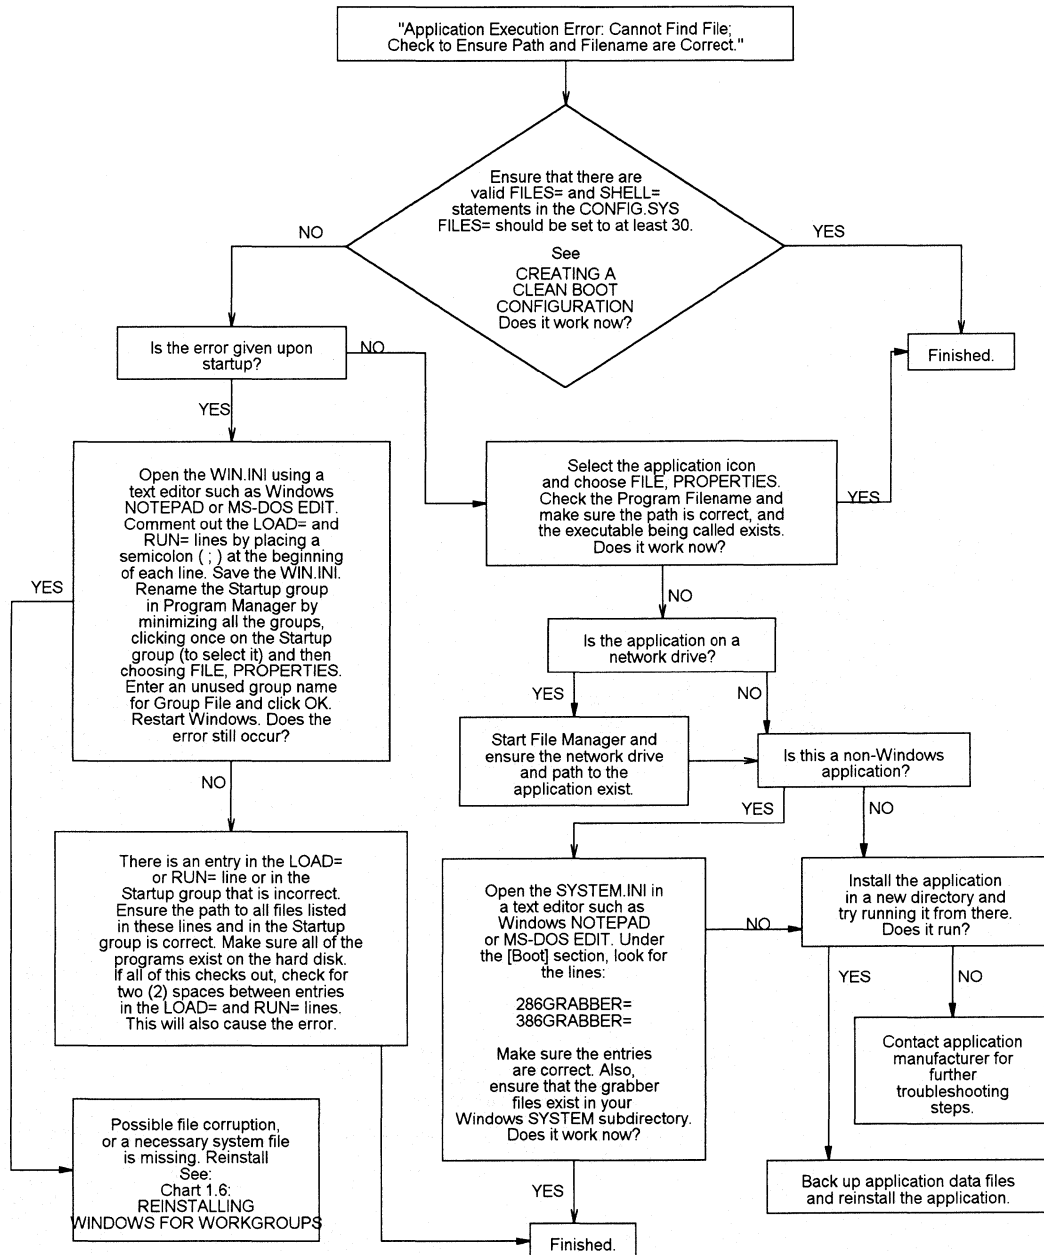 "Application Execution Error: Cannot Find File;
Check to Ensure Path and Filename are Correct."
Ensure that there are
valid FILES= and SHELL=
statements in the CONFIG.SYS
FILES= should be set to at least 30.
See
CREATING A
CLEAN BOOT
CONFIGURATION
Does it work now?
NO
YES
Is the error given upon
startup?
NO
Finished.
YES
Open the WIN.INI using a
text editor such as Windows
NOTEPAD or MS-DOS EDIT.
Comment out the LOAD= and
RUN= lines by placing a
semicolon ( ; ) at the beginning
of each line. Save the WIN.INI.
Rename the Startup group
in Program Manager by
minimizing all the groups,
clicking once on the Startup
group (to select it) and then
choosing FILE, PROPERTIES.
Enter an unused group name
for Group File and click OK.
Restart Windows. Does the
error still occur?
YES
Select the application icon
and choose FILE, PROPERTIES.
Check the Program Filename and
make sure the path is correct, and
the executable being called exists.
Does it work now?
YES
NO
Is the application on a
network drive?
YES
NO
Start File Manager and
ensure the network drive
and path to the
application exist.
Is this a non-Windows
application?
NO
YES
NO
There is an entry in the LOAD=
or RUN= line or in the
Startup group that is incorrect.
Ensure the path to all files listed
in these lines and in the Startup
group is correct. Make sure all of the
programs exist on the hard disk.
If all of this checks out, check for
two (2) spaces between entries
in the LOAD= and RUN= lines.
This will also cause the error.
Open the SYSTEM.INI in
a text editor such as
Windows NOTEPAD
or MS-DOS EDIT. Under
the [Boot] section, look for
the lines:
286GRABBER=
386GRABBER=
Make sure the entries
are correct. Also,
ensure that the grabber
files exist in your
Windows SYSTEM subdirectory.
Does it work now?
NO
Install the application
in a new directory and
try running it from there.
Does it run?
YES
NO
Contact application
manufacturer for
further
troubleshooting
steps.
Possible file corruption,
or a necessary system file
is missing. Reinstall
See:
Chart 1.6:
REINSTALLING
WINDOWS FOR WORKGROUPS
Back up application data files
and reinstall the application.
YES
Finished.